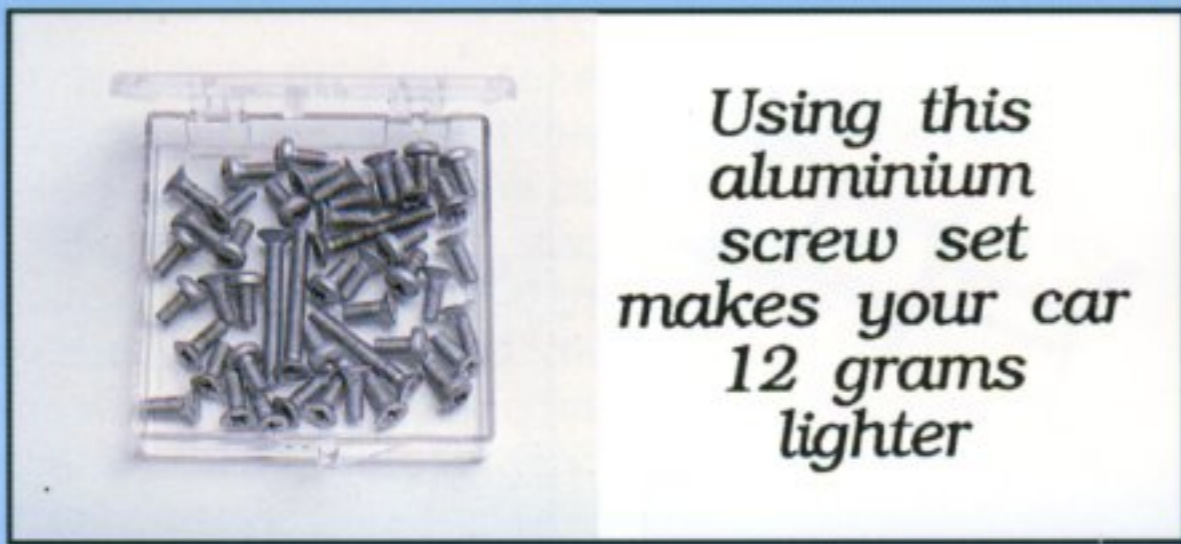 Using this
aluminium
screw set
makes your car
12 grams
lighter